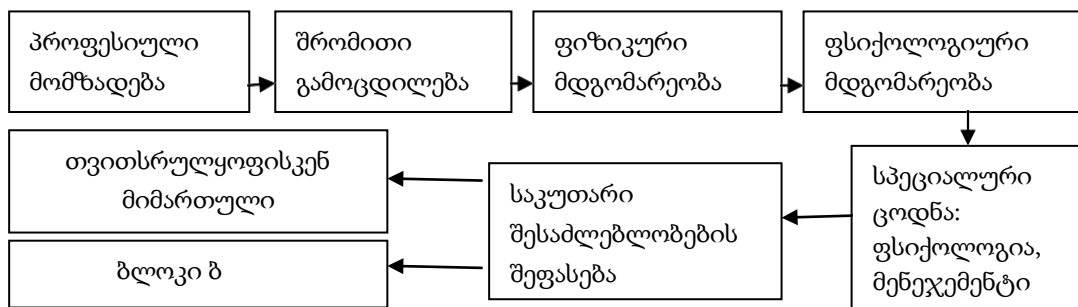 პროფესიული
მომზადება
შრომითი
გამოცდილება
ფიზიკური
მდგომარეობა
ფსიქოლოგიური
მდგომარეობა
სპეციალური
ცოდნა:
ფსიქოლოგია,
მენეჯმენტი
საკუთარი
შესაძლებლობების
შეფასება
თვითსრულყოფისკენ
მიმართული
ბლოკი ბ